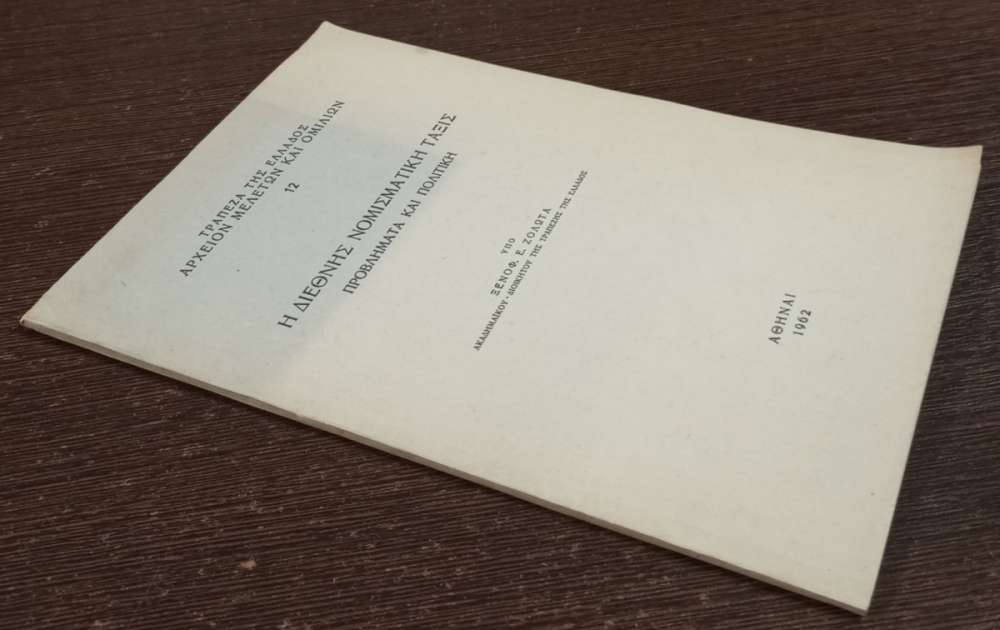 ΤΡΑΠΕΖΑ ΤΗΣ ΕΛΛΑΔΟΣ
ΑΡΧΕΙΟΝ ΜΕΛΕΤΩΝ ΚΑΙ ΟΜΙΛΙΩΝ
12
Η ΔΙΕΘΝΗΣ ΝΟΜΙΣΜΑΤΙΚΗ ΤΑΞΙΣ
ΠΡΟΒΛΗΜΑΤΑ ΚΑΙ ΠΟΛΙΤΙΚΗ
ΥΠΟ
ΞΕΝΟΦ. Ε. ΖΟΛΩΤΑ
ΑΚΑΔΗΜΑΪΚΟΥ - ΔΙΟΙΚΗΤΟΥ ΤΗΣ ΤΡΑΠΕΖΗΣ ΤΗΣ ΕΛΛΑΔΟΣ
ΑΘΗΝΑΙ
1962